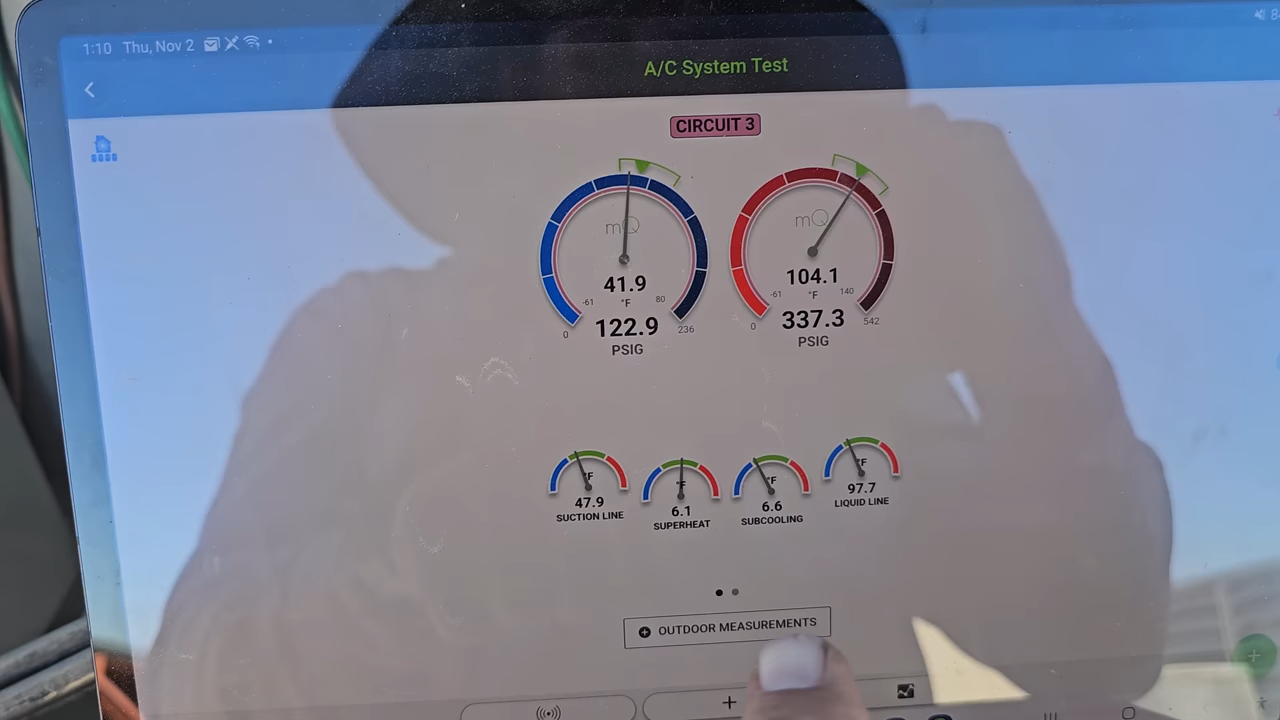 1:10 Thu, Nov 2
A/C System Test
CIRCUIT 3
mQ
41.9
-61 °F 80
122.9
0 236
PSIG
mQ
104.1
-61 °F 140
337.3
0 542
PSIG
°F
47.9
SUCTION LINE
°F
6.1
SUPERHEAT
°F
6.6
SUBCOOLING
°F
97.7
LIQUID LINE
OUTDOOR MEASUREMENTS